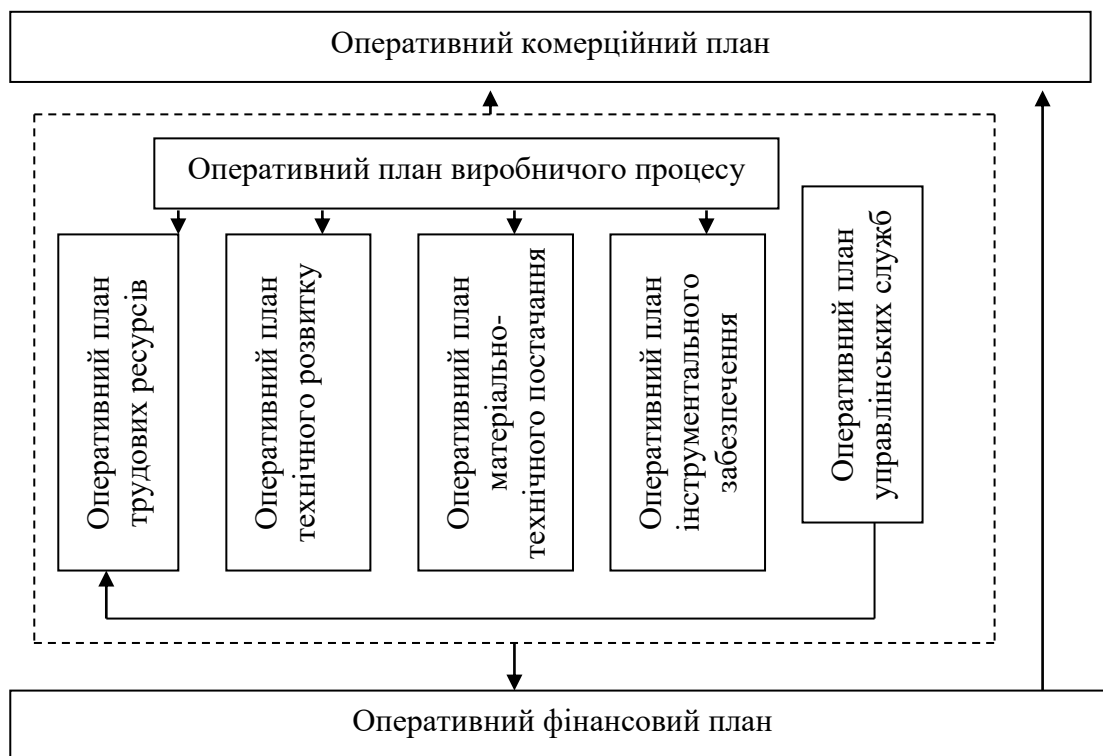 Оперативний комерційний план
Оперативний план виробничого процесу
Оперативний план
трудових ресурсів
Оперативний план
технічного розвитку
Оперативний план
матеріально-
технічного постачання
Оперативний план
інструментального
забезпечення
Оперативний план
управлінських служб
Оперативний фінансовий план